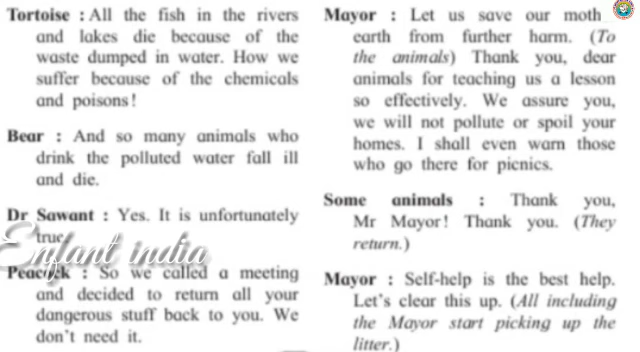 Tortoise : All the fish in the rivers
and lakes die because of the
waste dumped in water. How we
suffer because of the chemicals
and poisons!
Bear : And so many animals who
drink the polluted water fall ill
and die.
Dr Sawant : Yes. It is unfortunately
true
Enfant india
Peacock : So we called a meeting
and decided to return all your
dangerous stuff back to you. We
don't need it.
Mayor : Let us save our moth
earth from further harm. (To
the animals) Thank you, dear
animals for teaching us a lesson
so effectively. We assure you,
we will not pollute or spoil your
homes. I shall even warn those
who go there for picnics.
Some animals : Thank you,
Mr Mayor! Thank you. (They
return.)
Mayor : Self-help is the best help.
Let's clear this up. (All including
the Mayor start picking up the
litter.)